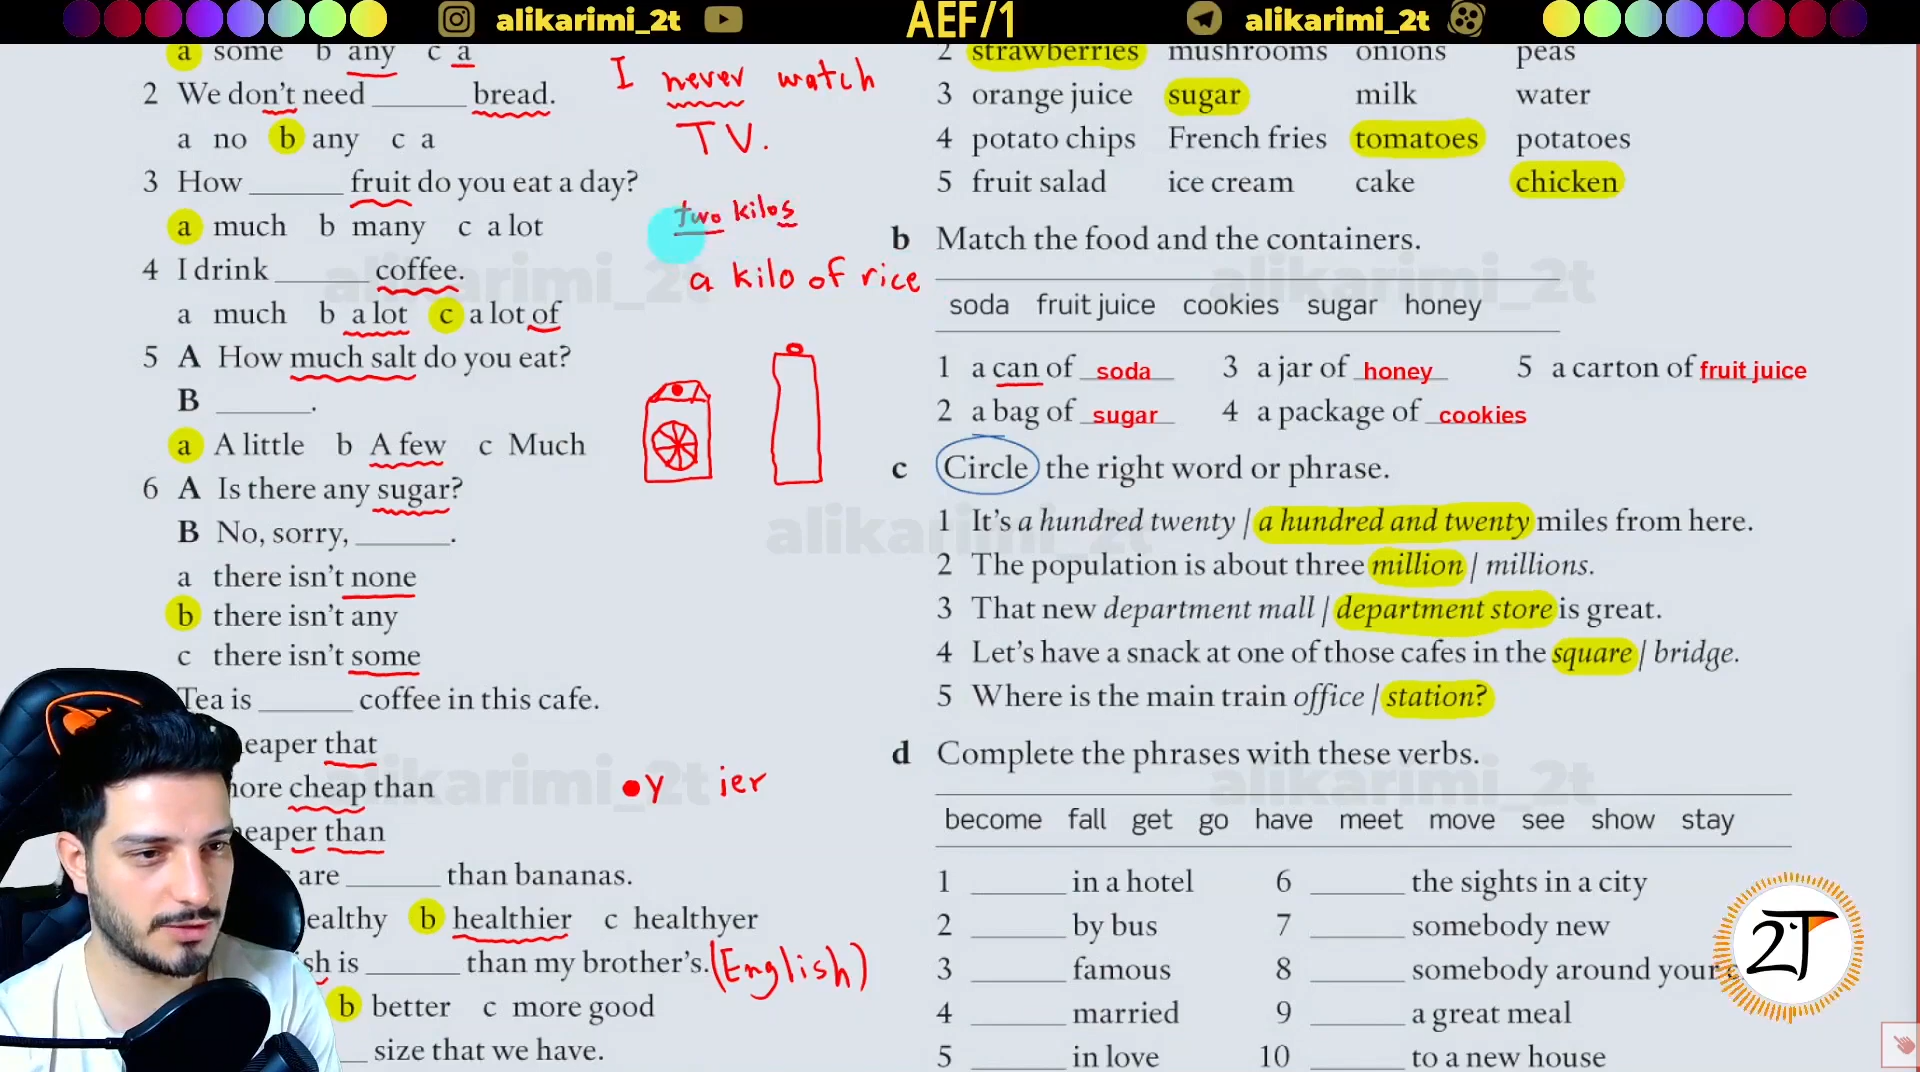 alikarimi_2t
AEF/1
alikarimi_2t
a some b any c a
2 We don't need ______ bread.
a no b any c a
3 How ______ fruit do you eat a day?
a much b many c a lot
4 I drink ______ coffee.
a much b a lot c a lot of
5 A How much salt do you eat?
B ______.
a A little b A few c Much
6 A Is there any sugar?
B No, sorry, ______.
a there isn't none
b there isn't any
c there isn't some
Tea is ______ coffee in this cafe.
eaper that
more cheap than
eaper than
are ______ than bananas.
ealthy b healthier c healthyer
sh is ______ than my brother's. (English)
b better c more good
size that we have.
I never watch
TV.
two kilos
a kilo of rice
y ier
2 strawberries mushrooms onions peas
3 orange juice sugar milk water
4 potato chips French fries tomatoes potatoes
5 fruit salad ice cream cake chicken
b Match the food and the containers.
soda fruit juice cookies sugar honey
1 a can of soda 3 a jar of honey 5 a carton of fruit juice
2 a bag of sugar 4 a package of cookies
c Circle the right word or phrase.
1 It's a hundred twenty | a hundred and twenty miles from here.
2 The population is about three million | millions.
3 That new department mall | department store is great.
4 Let's have a snack at one of those cafes in the square | bridge.
5 Where is the main train office | station?
d Complete the phrases with these verbs.
become fall get go have meet move see show stay
1 ______ in a hotel 6 ______ the sights in a city
2 ______ by bus 7 ______ somebody new
3 ______ famous 8 ______ somebody around your
4 ______ married 9 ______ a great meal
5 ______ in love 10 ______ to a new house
alikarimi_2t
alikarimi_2t
alikarimi_2t
alikarimi_2t
alikarimi_2t
2T